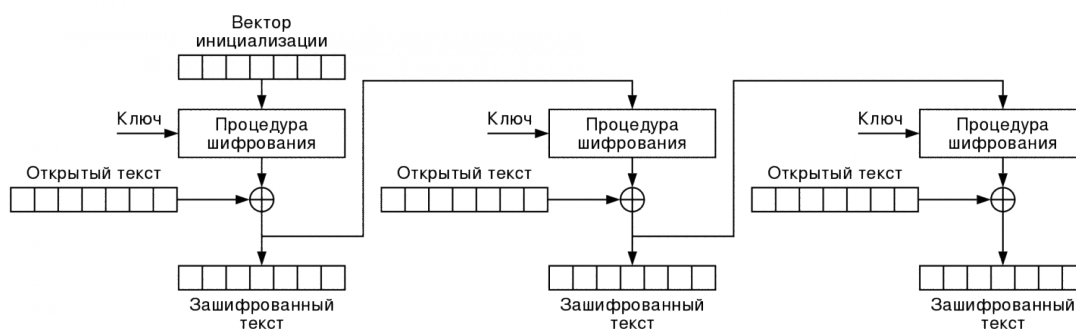 Вектор
инициализации
Ключ
Процедура
шифрования
Открытый текст
Зашифрованный
текст
Ключ
Процедура
шифрования
Открытый текст
Зашифрованный
текст
Ключ
Процедура
шифрования
Открытый текст
Зашифрованный
текст